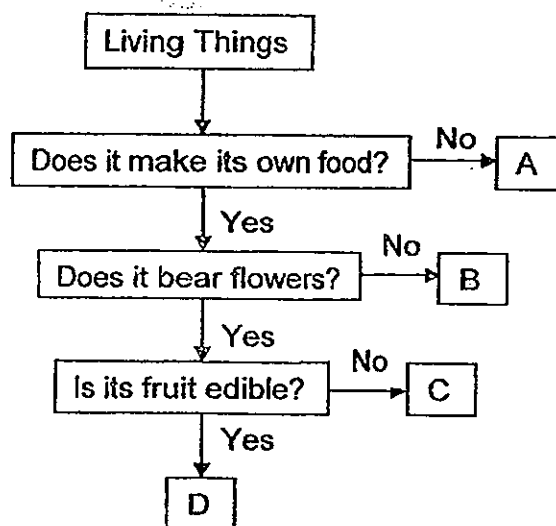 Living Things
Does it make its own food?
No
A
Yes
Does it bear flowers?
No
B
Yes
Is its fruit edible?
No
C
Yes
D